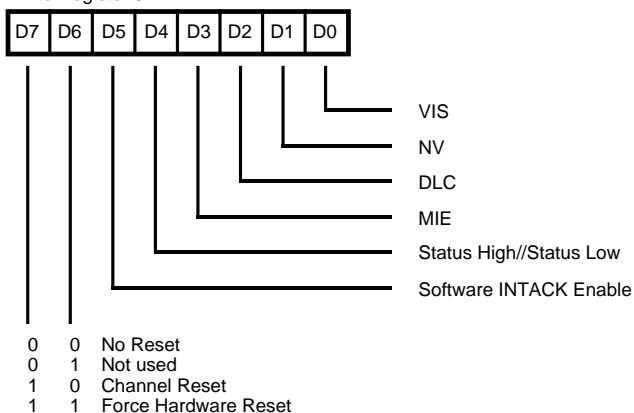 D7 D6 D5 D4 D3 D2 D1 D0
VIS
NV
DLC
MIE
Status High//Status Low
Software INTACK Enable
0 0 No Reset
0 1 Not used
1 0 Channel Reset
1 1 Force Hardware Reset